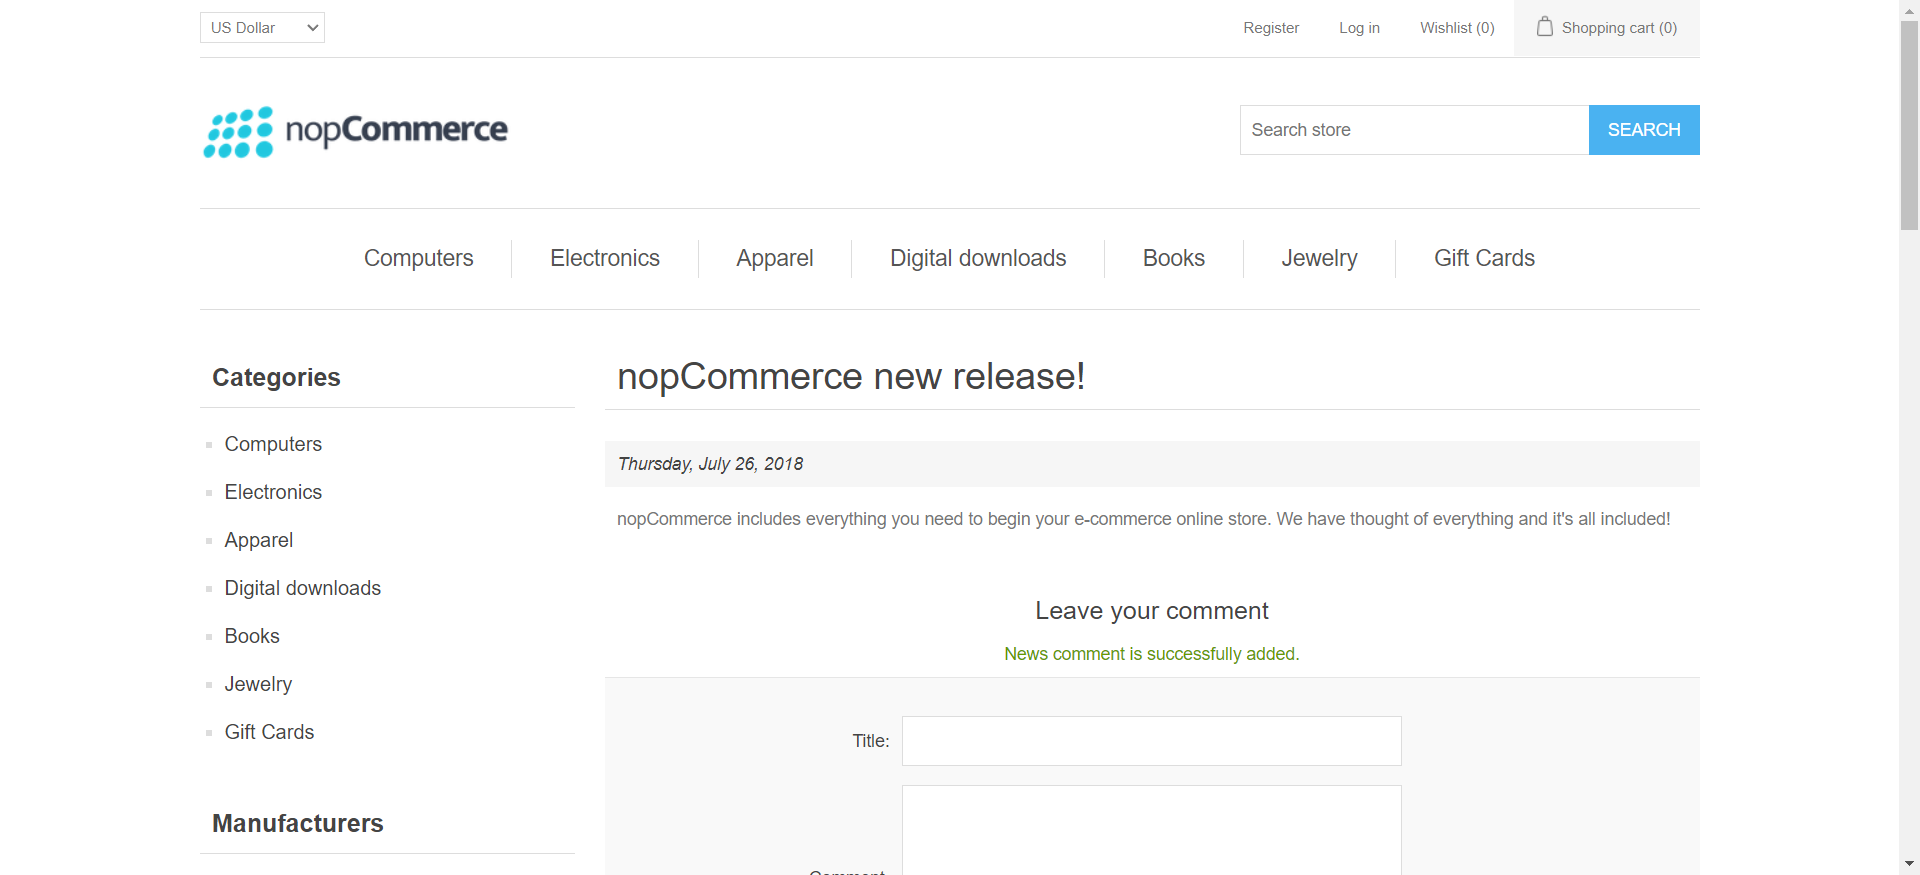 US Dollar
Register
Log in
Wishlist (0)
Shopping cart (0)
nopCommerce
Search store
SEARCH
Computers
Electronics
Apparel
Digital downloads
Books
Jewelry
Gift Cards
Categories
Computers
Electronics
Apparel
Digital downloads
Books
Jewelry
Gift Cards
Manufacturers
nopCommerce new release!
Thursday, July 26, 2018
nopCommerce includes everything you need to begin your e-commerce online store. We have thought of everything and it's all included!
Leave your comment
News comment is successfully added.
Title: